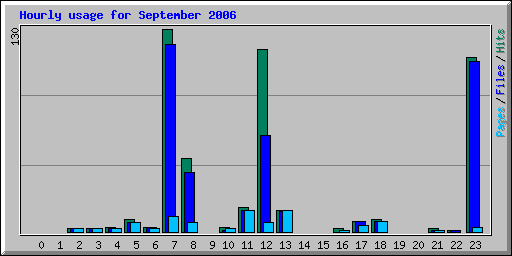 Hourly usage for September 2006
130
Pages/Files/Hits
0 1 2 3 4 5 6 7 8 9 10 11 12 13 14 15 16 17 18 19 20 21 22 23